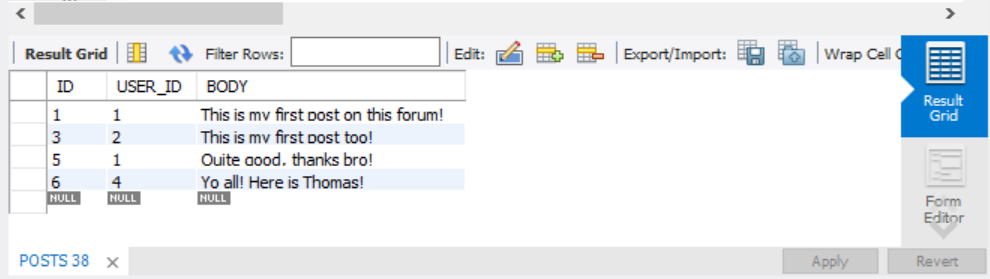 Result Grid Filter Rows: Edit: Export/Import: Wrap Cell C
ID USER_ID BODY
1 1 This is my first post on this forum!
3 2 This is my first post too!
5 1 Quite good, thanks bro!
6 4 Yo all! Here is Thomas!
NULL NULL NULL
Result
Grid
Form
Editor
POSTS 38 Apply Revert